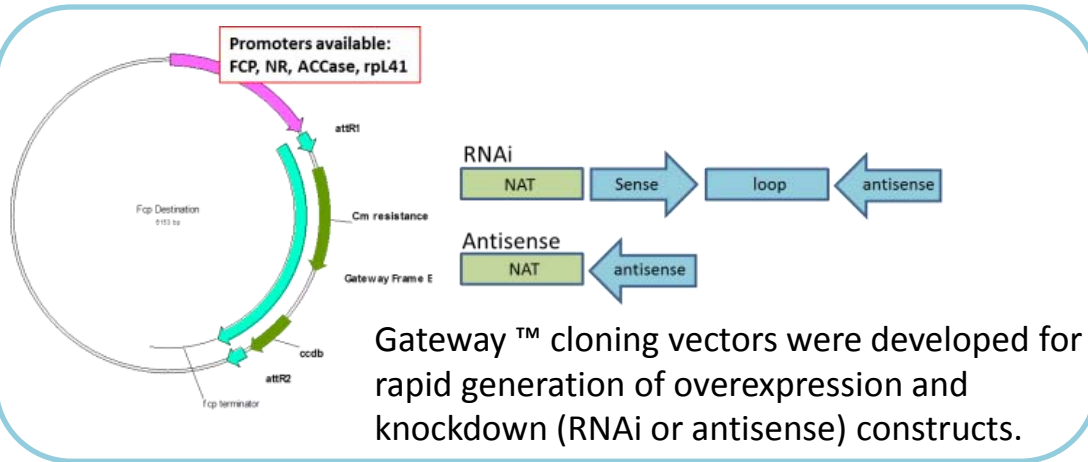 Promoters available:
FCP, NR, ACCase, rpL41
attR1
Fcp Destination
Cm resistance
Gateway Frame E
ccdb
attR2
fcp terminator
RNAi
NAT
Sense
loop
antisense
Antisense
NAT
antisense
Gateway ™ cloning vectors were developed for
rapid generation of overexpression and
knockdown (RNAi or antisense) constructs.